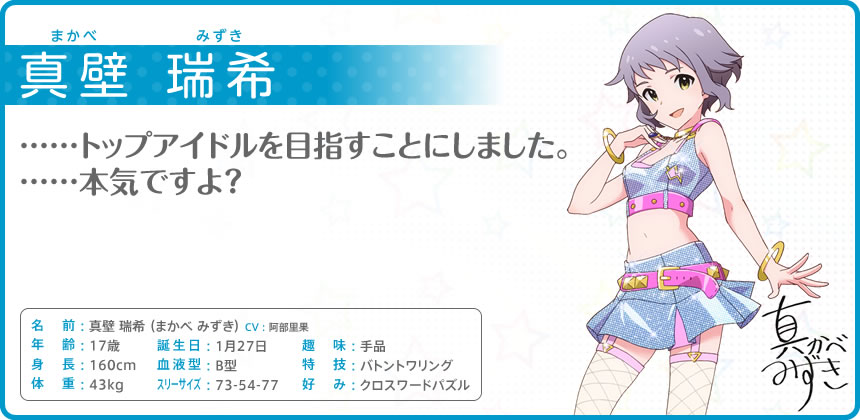 まかべ みずき
真壁 瑞希
……トップアイドルを目指すことにしました。
……本気ですよ？
名 前：真壁 瑞希（まかべ みずき） CV：阿部里果
年 齢：17歳 誕生日：1月27日 趣 味：手品
身 長：160cm 血液型：B型 特 技：バトントワリング
体 重：43kg スリーサイズ：73-54-77 好 み：クロスワードパズル
真かべ
みずき